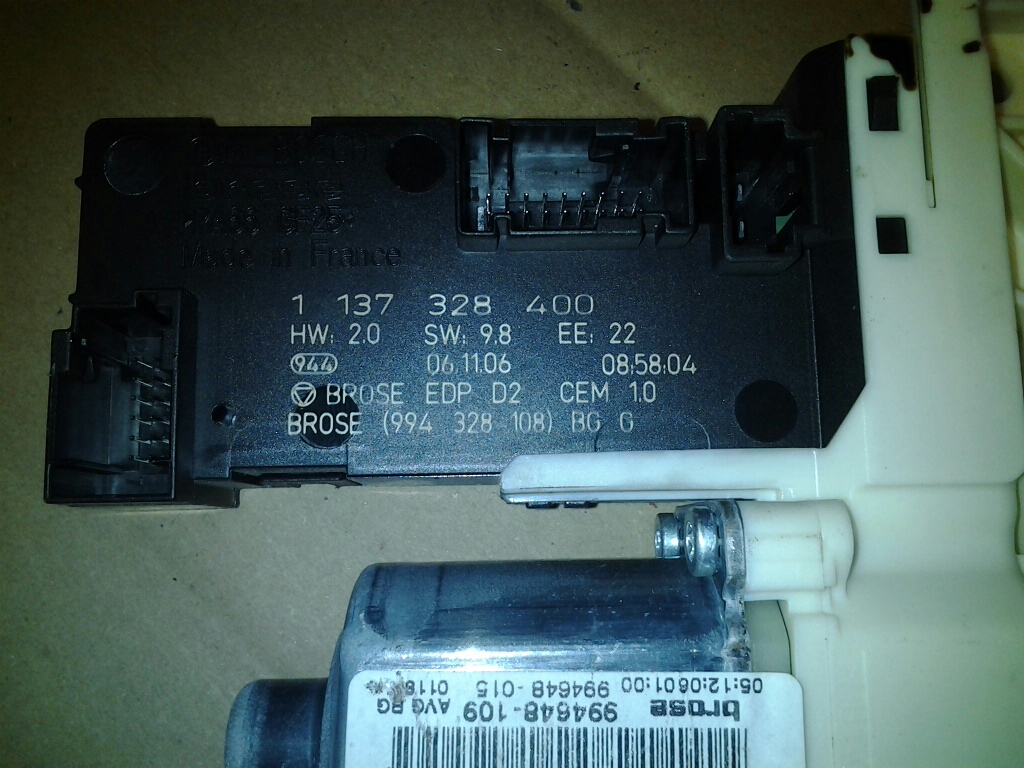 Made in France
1 137 328 400
HW: 2.0 SW: 9.8 EE: 22
944 06.11.06 08:58:04
BROSE EDP D2 CEM 1.0
BROSE (994 328 108) BG G
brose 994648-109 AVG BG
05:12:0601:00 994648-015 0118